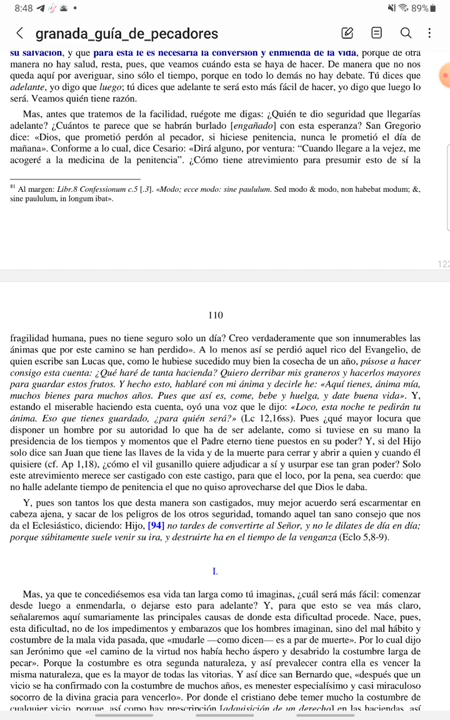 8:48
89%
granada_guía_de_pecadores
su salvación, y que para esta le es necesaria la conversión y enmienda de la vida, porque de otra
manera no hay salud, resta, pues, que veamos cuándo esta se haya de hacer. De manera que no nos
queda aquí por averiguar, sino sólo el tiempo, porque en todo lo demás no hay debate. Tú dices que
adelante, yo digo que luego; tú dices que adelante te será esto más fácil de hacer, yo digo que luego lo
será. Veamos quién tiene razón.
Mas, antes que tratemos de la facilidad, ruégote me digas: ¿Quién te dio seguridad que llegarías
adelante? ¿Cuántos te parece que se habrán burlado [engañado] con esta esperanza? San Gregorio
dice: «Dios, que prometió perdón al pecador, si hiciese penitencia, nunca le prometió el día de
mañana». Conforme a lo cual, dice Cesario: «Dirá alguno, por ventura: “Cuando llegare a la vejez, me
acogeré a la medicina de la penitencia”. ¿Cómo tiene atrevimiento para presumir esto de sí la
81 Al margen: Libr.8 Confessionum c.5 [.3]. «Modo; ecce modo: sine paululum. Sed modo & modo, non habebat modum; &,
sine paululum, in longum ibat».
122
110
fragilidad humana, pues no tiene seguro solo un día? Creo verdaderamente que son innumerables las
ánimas que por este camino se han perdido». A lo menos así se perdió aquel rico del Evangelio, de
quien escribe san Lucas que, como le hubiese sucedido muy bien la cosecha de un año, púsose a hacer
consigo esta cuenta: ¿Qué haré de tanta hacienda? Quiero derribar mis graneros y hacerlos mayores
para guardar estos frutos. Y hecho esto, hablaré con mi ánima y decirle he: «Aquí tienes, ánima mía,
muchos bienes para muchos años. Pues que así es, come, bebe y huelga, y date buena vida». Y,
estando el miserable haciendo esta cuenta, oyó una voz que le dijo: «Loco, esta noche te pedirán tu
ánima. Eso que tienes guardado, ¿para quién será?» (Lc 12,16ss). Pues ¿qué mayor locura que
disponer un hombre por su autoridad lo que ha de ser adelante, como si tuviese en su mano la
presidencia de los tiempos y momentos que el Padre eterno tiene puestos en su poder? Y, si del Hijo
solo dice san Juan que tiene las llaves de la vida y de la muerte para cerrar y abrir a quien y cuando él
quisiere (cf. Ap 1,18), ¿cómo el vil gusanillo quiere adjudicar a sí y usurpar ese tan gran poder? Solo
este atrevimiento merece ser castigado con este castigo, para que el loco, por la pena, sea cuerdo: que
no halle adelante tiempo de penitencia el que no quiso aprovecharse del que Dios le daba.
Y, pues son tantos los que desta manera son castigados, muy mejor acuerdo será escarmentar en
cabeza ajena, y sacar de los peligros de los otros seguridad, tomando aquel tan sano consejo que nos
da el Eclesiástico, diciendo: Hijo, [94] no tardes de convertirte al Señor, y no le dilates de día en día;
porque súbitamente suele venir su ira, y destruirte ha en el tiempo de la venganza (Eclo 5,8-9).
I.
Mas, ya que te concediésemos esa vida tan larga como tú imaginas, ¿cuál será más fácil: comenzar
desde luego a enmendarla, o dejarse esto para adelante? Y, para que esto se vea más claro,
señalaremos aquí sumariamente las principales causas de donde esta dificultad procede. Nace, pues,
esta dificultad, no de los impedimentos y embarazos que los hombres imaginan, sino del mal hábito y
costumbre de la mala vida pasada, que «mudarle —como dicen— es a par de muerte». Por lo cual dijo
san Jerónimo que «el camino de la virtud nos había hecho áspero y desabrido la costumbre larga de
pecar». Porque la costumbre es otra segunda naturaleza, y así prevalecer contra ella es vencer la
misma naturaleza, que es la mayor de todas las vitorias. Y así dice san Bernardo que, «después que un
vicio se ha confirmado con la costumbre de muchos años, es menester especialísimo y casi miraculoso
socorro de la divina gracia para vencerlo». Por donde el cristiano debe temer mucho la costumbre de
cualquier vicio, porque, así como hay prescripción [adquisición de un derecho] en las haciendas, así